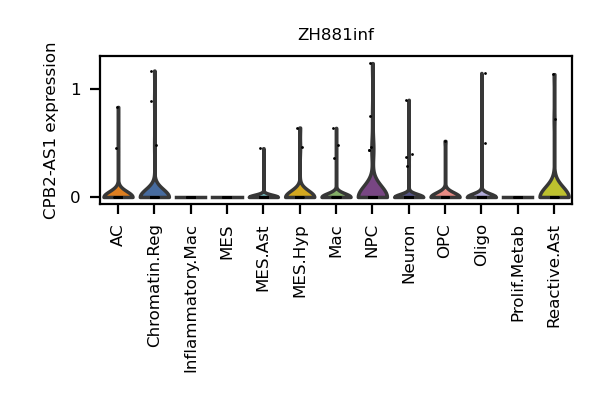 ZH881inf
CPB2-AS1 expression
1
0
AC
Chromatin.Reg
Inflammatory.Mac
MES
MES.Ast
MES.Hyp
Mac
NPC
Neuron
OPC
Oligo
Prolif.Metab
Reactive.Ast